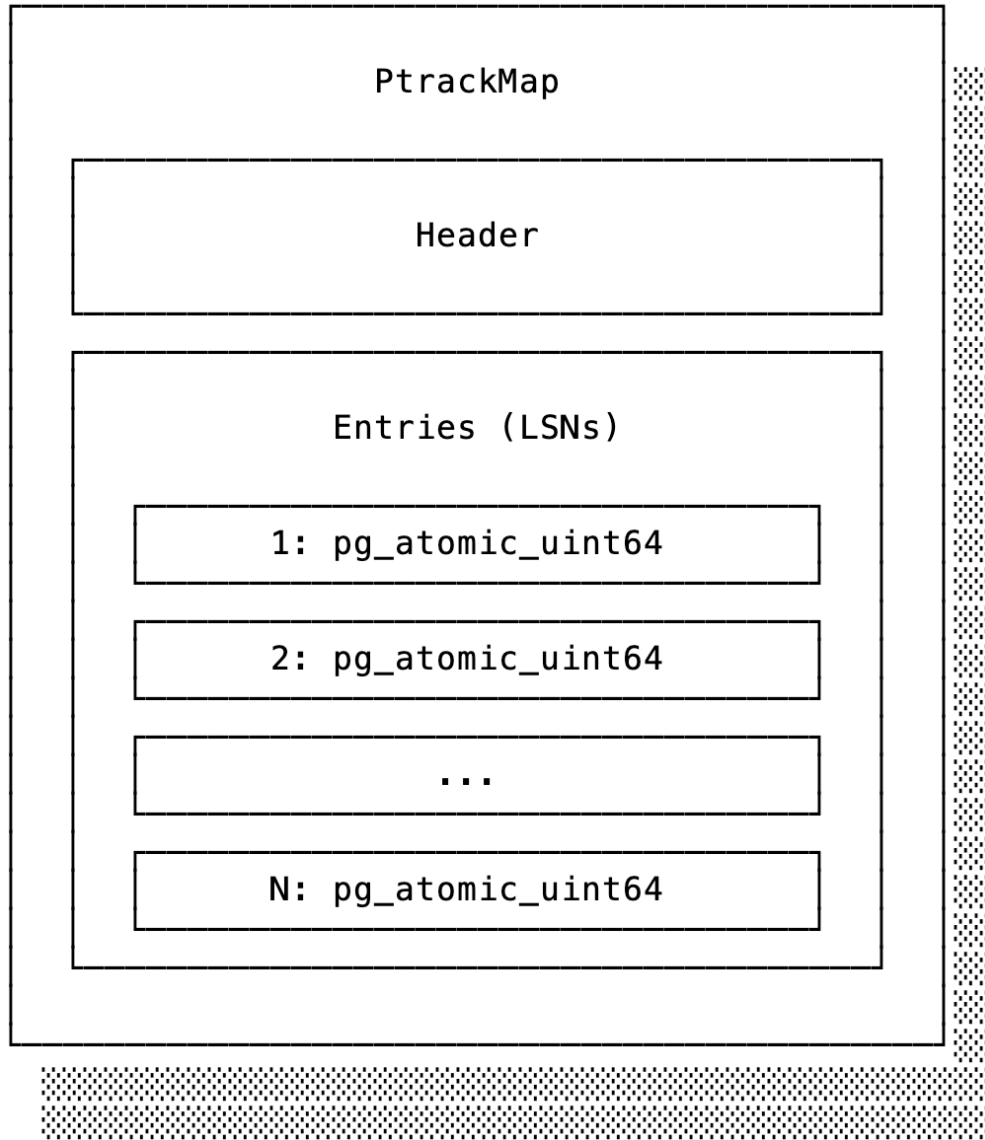 PtrackMap
Header
Entries (LSNs)
1: pg_atomic_uint64
2: pg_atomic_uint64
...
N: pg_atomic_uint64